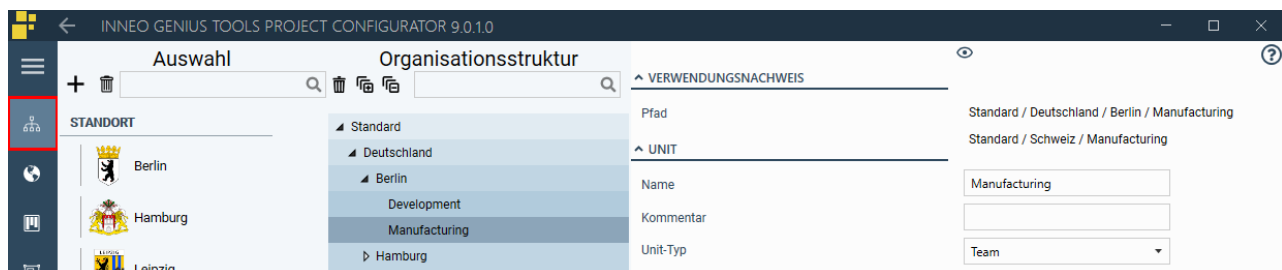 INNEO GENIUS TOOLS PROJECT CONFIGURATOR 9.0.1.0
Auswahl
Organisationsstruktur
STANDORT
Berlin
Hamburg
Leipzig
Standard
Deutschland
Berlin
Development
Manufacturing
Hamburg
VERWENDUNGSNACHWEIS
Pfad
Standard / Deutschland / Berlin / Manufacturing
Standard / Schweiz / Manufacturing
UNIT
Name
Manufacturing
Kommentar
Unit-Typ
Team